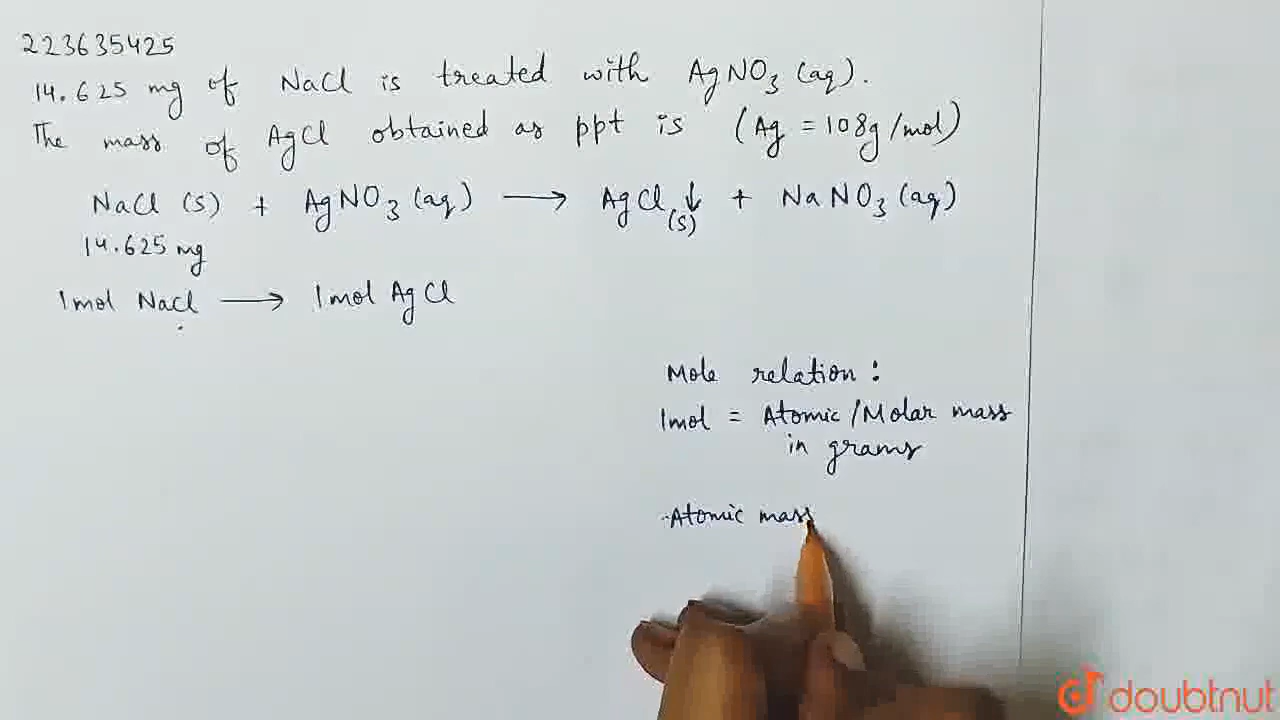 223635425
14.625 mg of NaCl is treated with AgNO3 (aq).
The mass of AgCl obtained as ppt is (Ag = 108g/mol)
NaCl (s) + AgNO3 (aq) → AgCl ↓ (s) + NaNO3 (aq)
14.625 mg
1mol NaCl → 1mol AgCl
Mole relation :
1mol = Atomic/Molar mass
in grams
Atomic mass
doubtnut